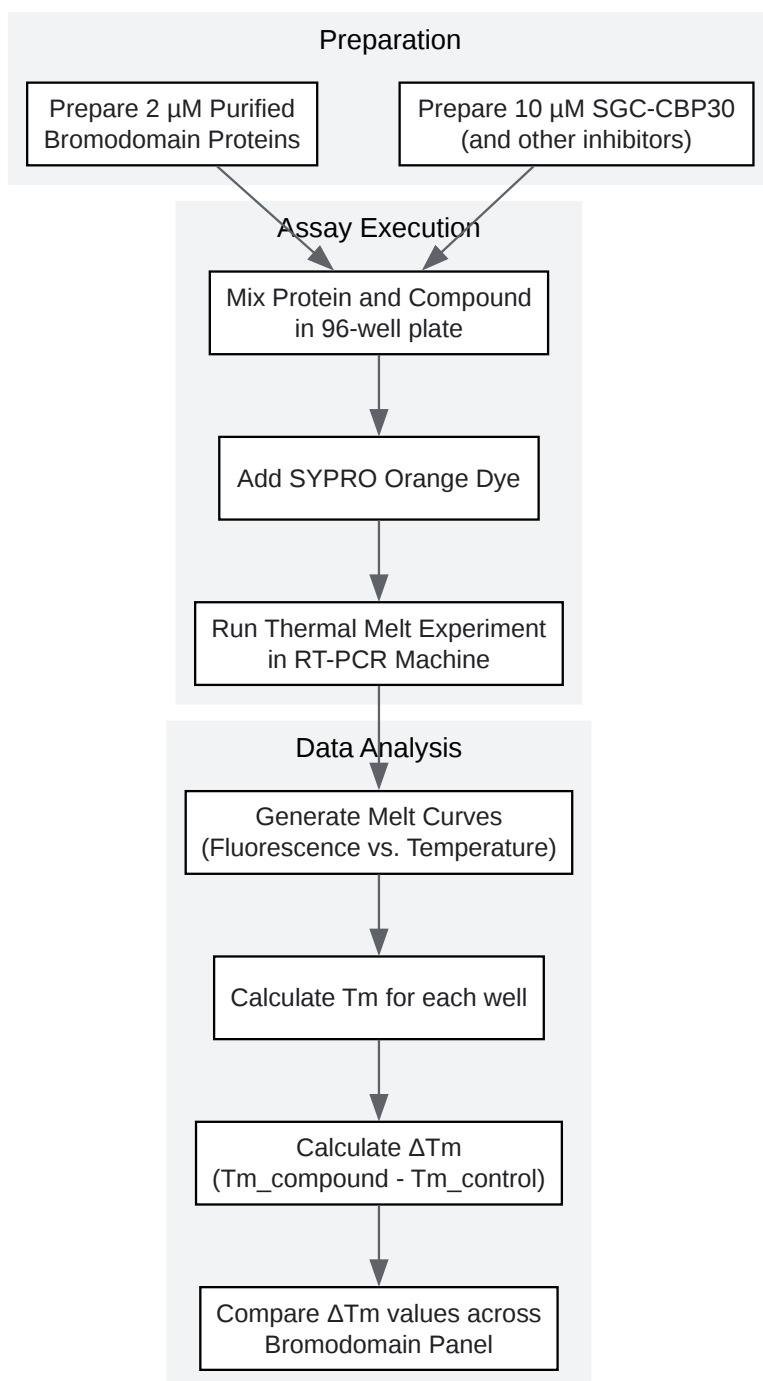 Preparation
Prepare 2 µM Purified
Bromodomain Proteins
Prepare 10 µM SGC-CBP30
(and other inhibitors)
Assay Execution
Mix Protein and Compound
in 96-well plate
Add SYPRO Orange Dye
Run Thermal Melt Experiment
in RT-PCR Machine
Data Analysis
Generate Melt Curves
(Fluorescence vs. Temperature)
Calculate Tm for each well
Calculate ΔTm
(Tm_compound - Tm_control)
Compare ΔTm values across
Bromodomain Panel